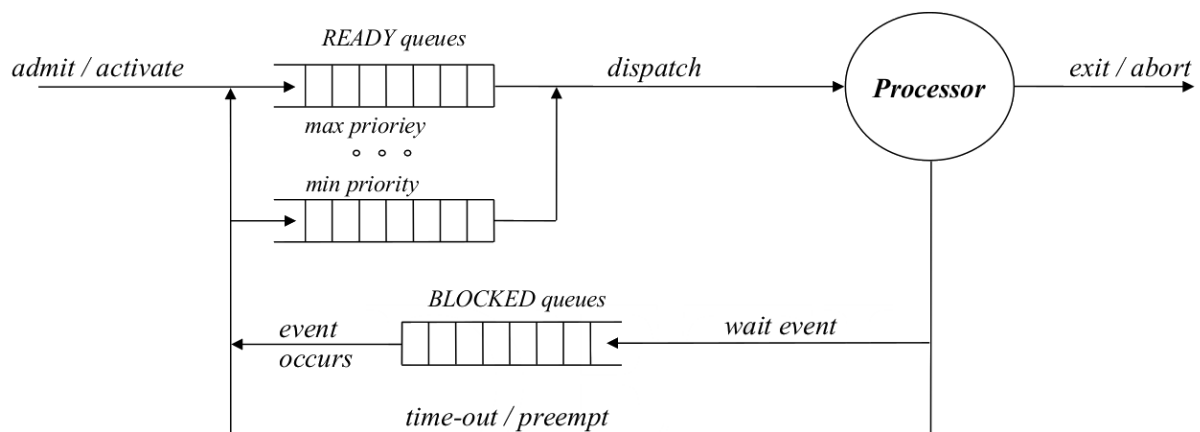 READY queues
admit / activate
dispatch
exit / abort
Processor
max prioriey
min priority
BLOCKED queues
event
occurs
wait event
time-out / preempt